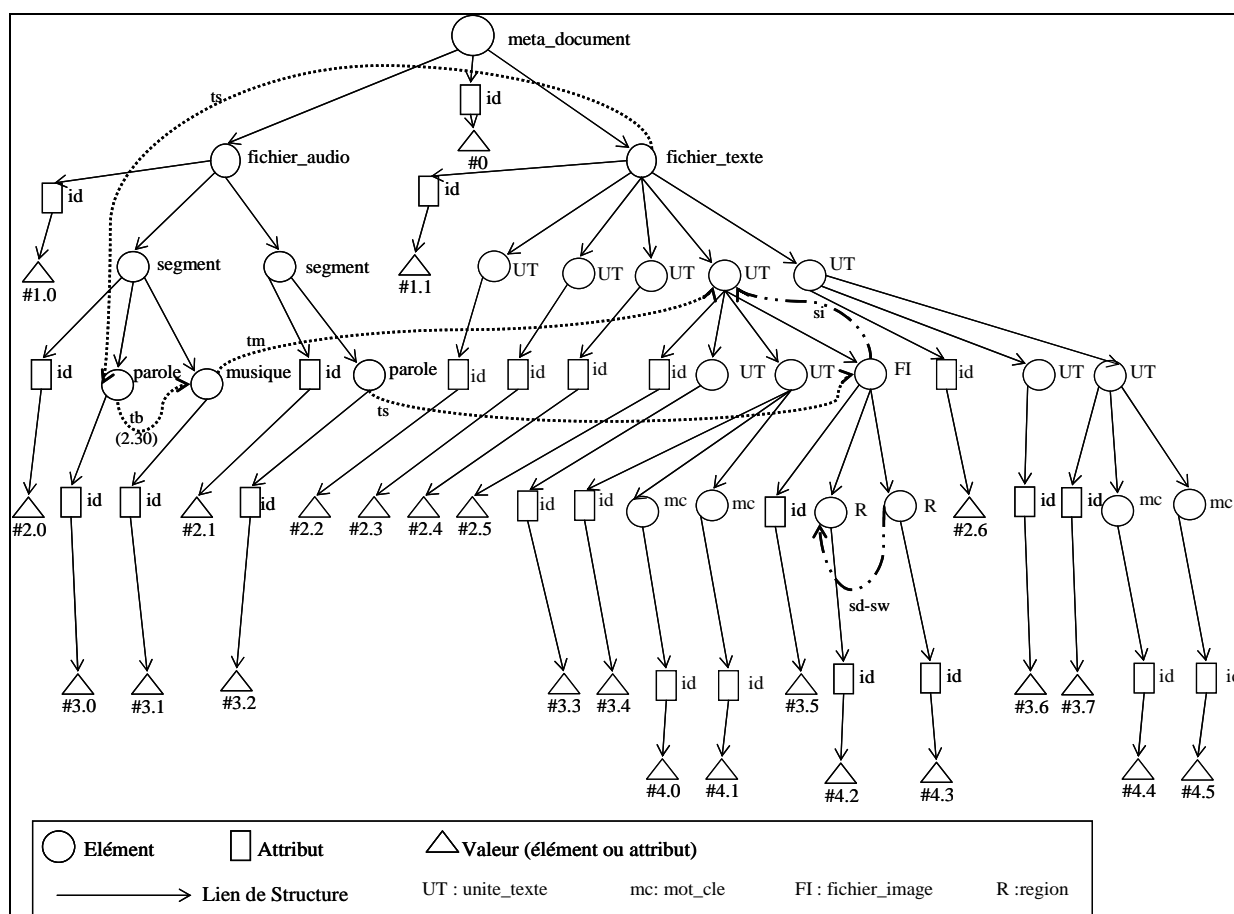 meta_document
ts
id
#0
fichier_audio
fichier_texte
id
id
#1.0
segment
segment
#1.1
UT
UT
UT
UT
UT
si
tm
id
parole
musique
id
parole
id
id
id
id
UT
UT
FI
id
UT
UT
tb
(2.30)
ts
#2.0
id
id
#2.1
id
#2.2
#2.3
#2.4
#2.5
id
id
mc
mc
id
R
R
#2.6
id
id
mc
mc
sd-sw
#3.0
#3.1
#3.2
#3.3
#3.4
id
id
#3.5
id
id
#3.6
#3.7
id
id
#4.0
#4.1
#4.2
#4.3
#4.4
#4.5
Elément
Attribut
Valeur (élément ou attribut)
Lien de Structure
UT : unite_texte
mc: mot_cle
FI : fichier_image
R :region